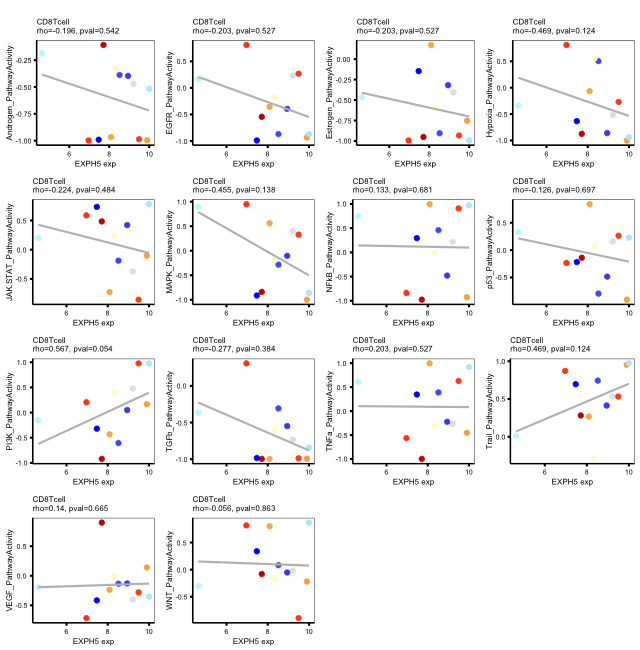 CD8Tcell
rho=-0.196, pval=0.542
Androgen_PathwayActivity
-0.25
-0.50
-0.75
-1.00
6
8
10
EXPH5 exp
CD8Tcell
rho=-0.203, pval=0.527
EGFR_PathwayActivity
0.5
0.0
-0.5
-1.0
6
8
10
EXPH5 exp
CD8Tcell
rho=-0.203, pval=0.527
Estrogen_PathwayActivity
0.00
-0.25
-0.50
-0.75
-1.00
6
8
10
EXPH5 exp
CD8Tcell
rho=-0.469, pval=0.124
Hypoxia_PathwayActivity
1.0
0.5
0.0
-0.5
-1.0
6
8
10
EXPH5 exp
CD8Tcell
rho=-0.224, pval=0.484
JAK.STAT_PathwayActivity
0.5
0.0
-0.5
6
8
10
EXPH5 exp
CD8Tcell
rho=-0.455, pval=0.138
MAPK_PathwayActivity
1.0
0.5
0.0
-0.5
-1.0
6
8
10
EXPH5 exp
CD8Tcell
rho=0.133, pval=0.681
NFkB_PathwayActivity
1.0
0.5
0.0
-0.5
-1.0
6
8
10
EXPH5 exp
CD8Tcell
rho=-0.126, pval=0.697
p53_PathwayActivity
0.5
0.0
-0.5
6
8
10
EXPH5 exp
CD8Tcell
rho=0.567, pval=0.054
PI3K_PathwayActivity
1.0
0.5
0.0
-0.5
-1.0
6
8
10
EXPH5 exp
CD8Tcell
rho=-0.277, pval=0.384
TGFb_PathwayActivity
0.0
-0.5
-1.0
6
8
10
EXPH5 exp
CD8Tcell
rho=0.203, pval=0.527
TNFa_PathwayActivity
1.0
0.5
0.0
-0.5
-1.0
6
8
10
EXPH5 exp
CD8Tcell
rho=0.469, pval=0.124
Trail_PathwayActivity
1.0
0.5
0.0
6
8
10
EXPH5 exp
CD8Tcell
rho=0.14, pval=0.665
VEGF_PathwayActivity
0.5
0.0
-0.5
6
8
10
EXPH5 exp
CD8Tcell
rho=-0.056, pval=0.863
WNT_PathwayActivity
0.5
0.0
-0.5
6
8
10
EXPH5 exp